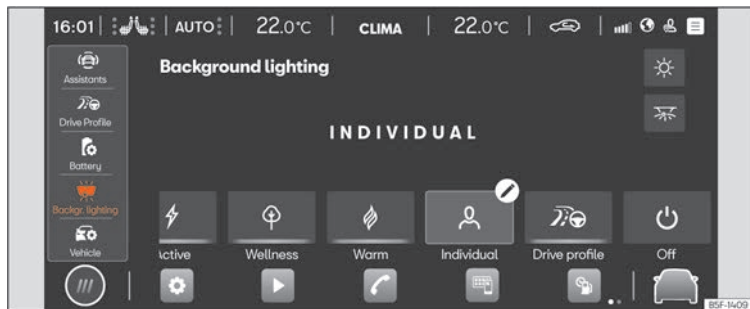 16:01 AUTO 22.0°C CLIMA 22.0°C
Background lighting
Assistants
Drive Profile
Battery
Backgr. lighting
Vehicle
INDIVIDUAL
ctive Wellness Warm Individual Drive profile Off
B5F-1409